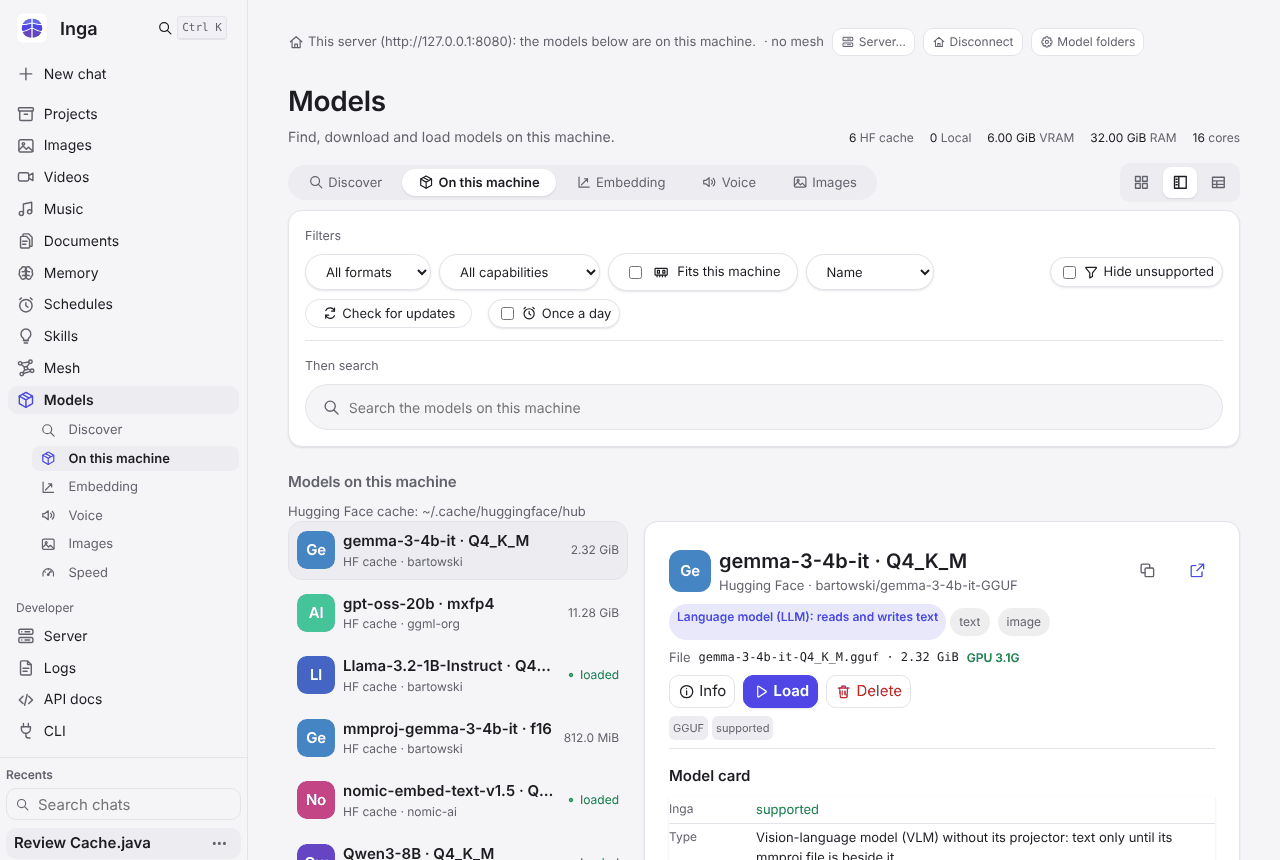 Inga
Ctrl K
New chat
Projects
Images
Videos
Music
Documents
Memory
Schedules
Skills
Mesh
Models
Discover
On this machine
Embedding
Voice
Images
Speed
Developer
Server
Logs
API docs
CLI
Recents
Search chats
Review Cache.java
This server (http://127.0.0.1:8080): the models below are on this machine. · no mesh
Server...
Disconnect
Model folders
Models
Find, download and load models on this machine.
6 HF cache 0 Local 6.00 GiB VRAM 32.00 GiB RAM 16 cores
Discover
On this machine
Embedding
Voice
Images
Filters
All formats
All capabilities
Fits this machine
Name
Hide unsupported
Check for updates
Once a day
Then search
Search the models on this machine
Models on this machine
Hugging Face cache: ~/.cache/huggingface/hub
Ge
gemma-3-4b-it · Q4_K_M
HF cache · bartowski
2.32 GiB
AI
gpt-oss-20b · mxfp4
HF cache · ggml-org
11.28 GiB
LI
Llama-3.2-1B-Instruct · Q4...
HF cache · bartowski
• loaded
Ge
mmproj-gemma-3-4b-it · f16
HF cache · bartowski
812.0 MiB
No
nomic-embed-text-v1.5 · Q...
HF cache · nomic-ai
• loaded
Qwen3-8B · Q4_K_M
Ge
gemma-3-4b-it · Q4_K_M
Hugging Face · bartowski/gemma-3-4b-it-GGUF
Language model (LLM): reads and writes text
text
image
File gemma-3-4b-it-Q4_K_M.gguf · 2.32 GiB GPU 3.1G
Info
Load
Delete
GGUF
supported
Model card
Inga supported
Type Vision-language model (VLM) without its projector: text only until its
mmproj file is beside it